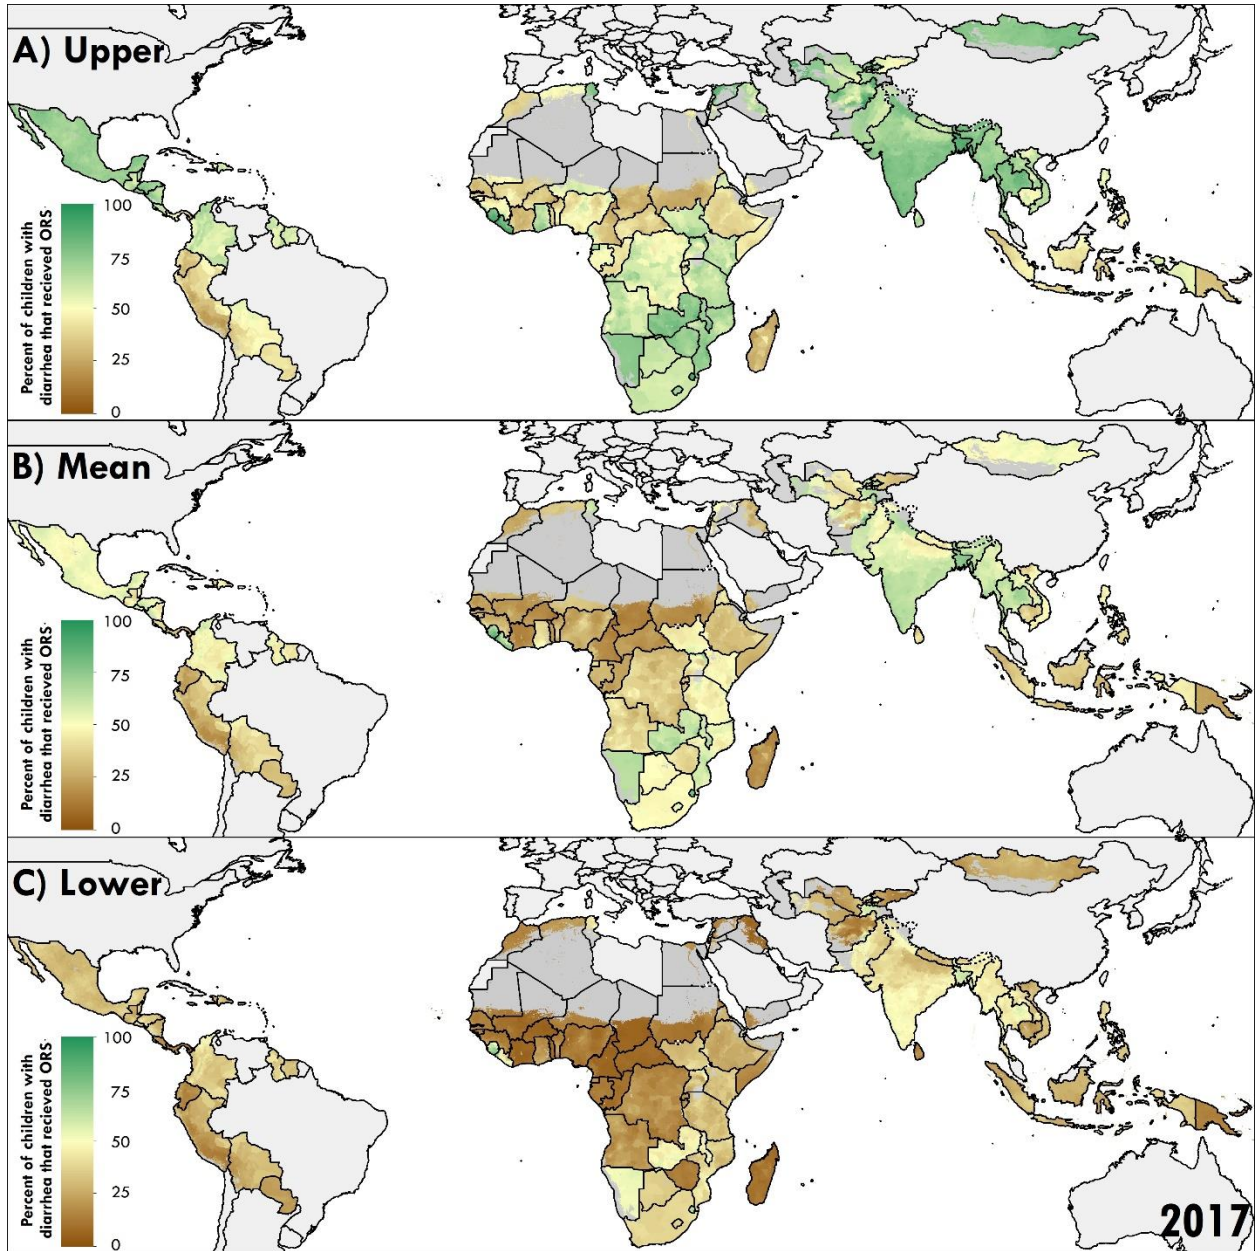 A) Upper
Percent of children with
diarrhea that recieved ORS
100
75
50
25
0
B) Mean
Percent of children with
diarrhea that recieved ORS
100
75
50
25
0
C) Lower
Percent of children with
diarrhea that recieved ORS
100
75
50
25
0
2017